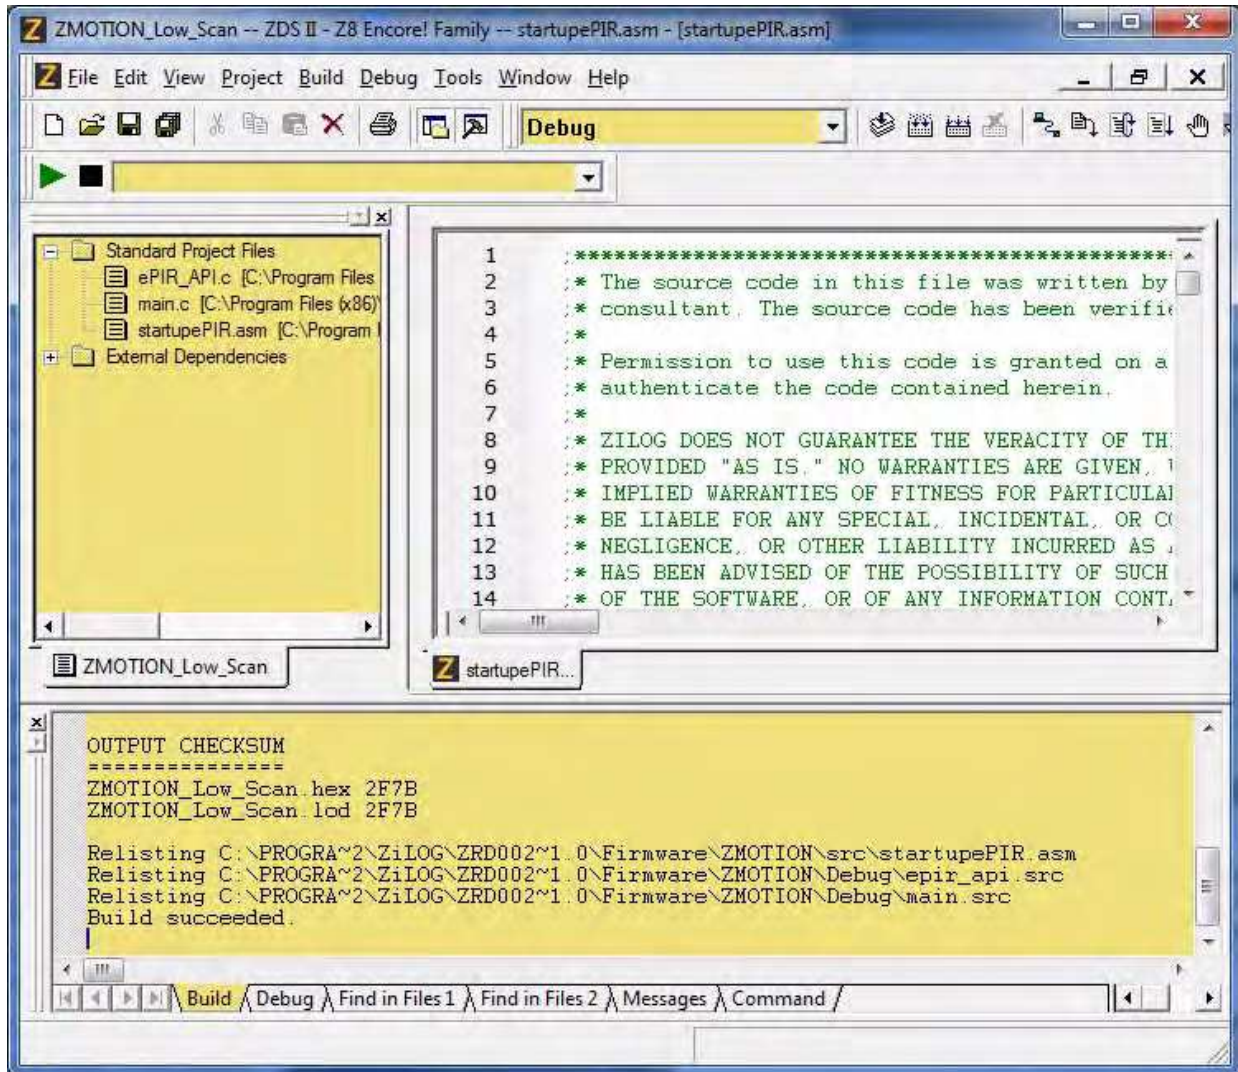 ZMOTION_Low_Scan -- ZDS II - Z8 Encore! Family -- startupePIR.asm - [startupePIR.asm]
File Edit View Project Build Debug Tools Window Help
Debug
Standard Project Files
ePIR_API.c [C:\Program Files
main.c [C:\Program Files (x86)\
startupePIR.asm [C:\Program
External Dependencies
ZMOTION_Low_Scan
1 ;*********************************************
2 ;* The source code in this file was written by
3 ;* consultant. The source code has been verifie
4 ;*
5 ;* Permission to use this code is granted on a
6 ;* authenticate the code contained herein.
7 ;*
8 ;* ZILOG DOES NOT GUARANTEE THE VERACITY OF TH
9 ;* PROVIDED "AS IS." NO WARRANTIES ARE GIVEN,
10 ;* IMPLIED WARRANTIES OF FITNESS FOR PARTICULA
11 ;* BE LIABLE FOR ANY SPECIAL, INCIDENTAL, OR C
12 ;* NEGLIGENCE, OR OTHER LIABILITY INCURRED AS
13 ;* HAS BEEN ADVISED OF THE POSSIBILITY OF SUCH
14 ;* OF THE SOFTWARE, OR OF ANY INFORMATION CONT
startupePIR...
OUTPUT CHECKSUM
===============
ZMOTION_Low_Scan.hex 2F7B
ZMOTION_Low_Scan.lod 2F7B
Relisting C:\PROGRA~2\ZiLOG\ZRD002~1.0\Firmware\ZMOTION\src\startupePIR.asm
Relisting C:\PROGRA~2\ZiLOG\ZRD002~1.0\Firmware\ZMOTION\Debug\epir_api.src
Relisting C:\PROGRA~2\ZiLOG\ZRD002~1.0\Firmware\ZMOTION\Debug\main.src
Build succeeded.
Build Debug Find in Files 1 Find in Files 2 Messages Command